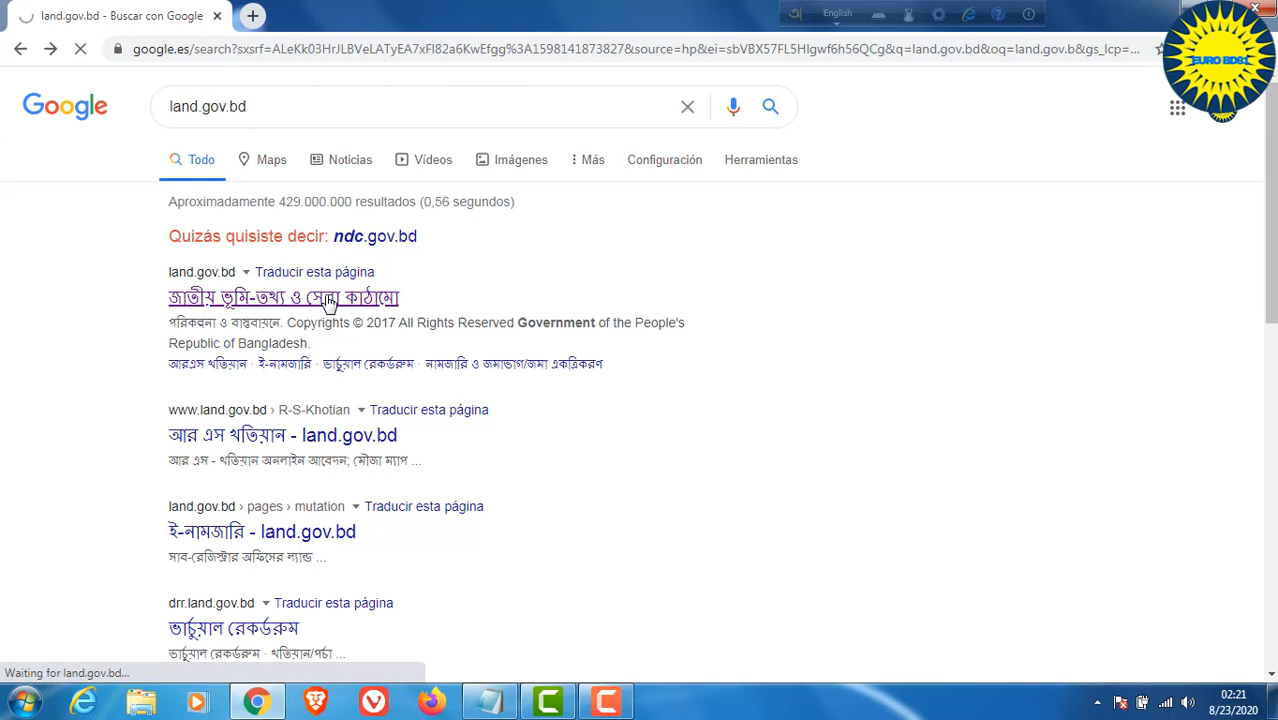 land.gov.bd - Buscar con Google
English
google.es/search?sxsrf=ALeKk03HrJLBVeLATyEA7xFl82a6KwEfgg%3A1598141873827&source=hp&ei=sbVBX57FL5Hlgwf6h56QCg&q=land.gov.bd&oq=land.gov.b&gs_lcp=...
EURO BD81
Google
land.gov.bd
Todo Maps Noticias Vídeos Imágenes Más Configuración Herramientas
Aproximadamente 429.000.000 resultados (0,56 segundos)
Quizás quisiste decir: ndc.gov.bd
land.gov.bd Traducir esta página
জাতীয় ভূমি-তথ্য ও সেবা কাঠামো
পরিকল্পনা ও বাস্তবায়নে. Copyrights © 2017 All Rights Reserved Government of the People's
Republic of Bangladesh.
আরএস খতিয়ান · ই-নামজারি · ভার্চুয়াল রেকর্ডরুম · নামজারি ও জমাভাগ/জমা একত্রিকরণ
www.land.gov.bd › R-S-Khotian Traducir esta página
আর এস খতিয়ান - land.gov.bd
আর এস - খতিয়ান অনলাইন আবেদন; মৌজা ম্যাপ ...
land.gov.bd › pages › mutation Traducir esta página
ই-নামজারি - land.gov.bd
সাব-রেজিস্ট্রার অফিসের ল্যান্ড ...
drr.land.gov.bd Traducir esta página
ভার্চুয়াল রেকর্ডরুম
ভার্চুয়াল রেকর্ডরুম · খতিয়ান/পর্চা ...
Waiting for land.gov.bd...
02:21
8/23/2020